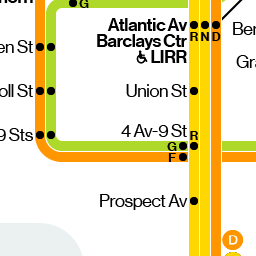 G
Atlantic Av
Barclays Ctr
LIRR
R N D
en St
Ber
Gra
oll St
Union St
9 Sts
4 Av-9 St
R
G
F
Prospect Av
D